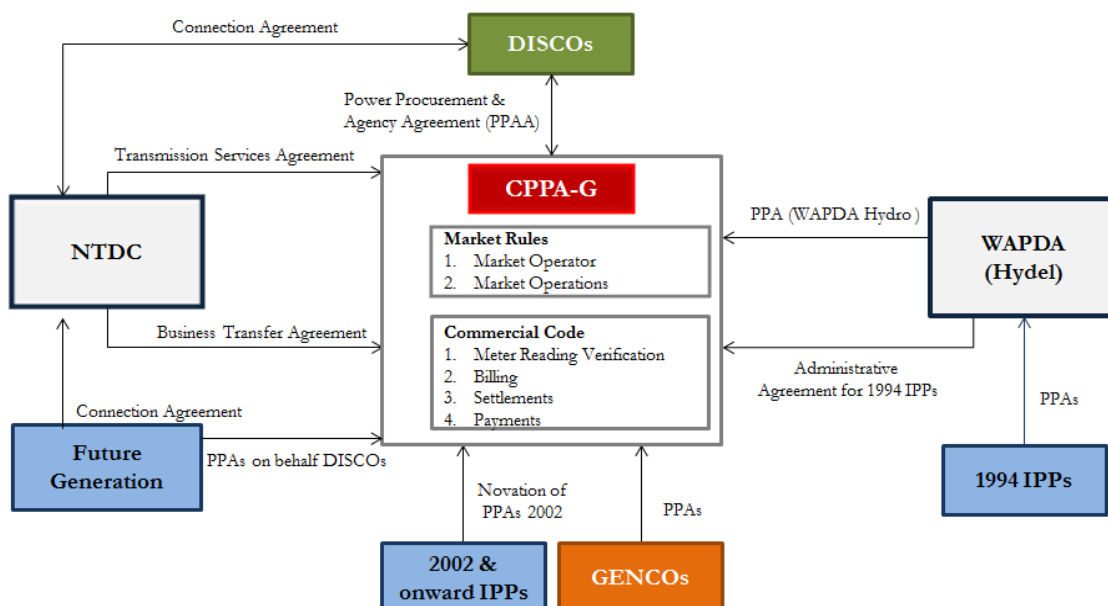 Connection Agreement
DISCOs
Power Procurement &
Agency Agreement (PPAA)
Transmission Services Agreement
CPPA-G
NTDC
Market Rules
1. Market Operator
2. Market Operations
PPA (WAPDA Hydro )
WAPDA
(Hydel)
Business Transfer Agreement
Commercial Code
1. Meter Reading Verification
2. Billing
3. Settlements
4. Payments
Administrative
Agreement for 1994 IPPs
PPAs
Connection Agreement
Future
Generation
PPAs on behalf DISCOs
1994 IPPs
Novation of
PPAs 2002
PPAs
2002 &
onward IPPs
GENCOs